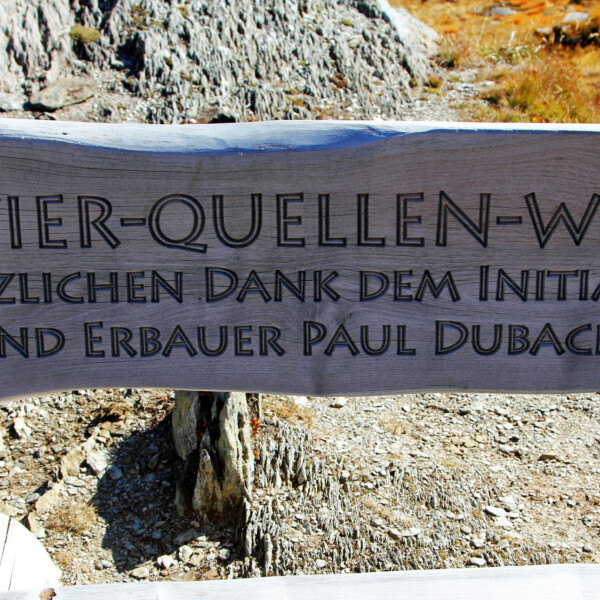 IER-QUELLEN-W
ZLICHEN DANK DEM INITIA
ND ERBAUER PAUL DUBAC